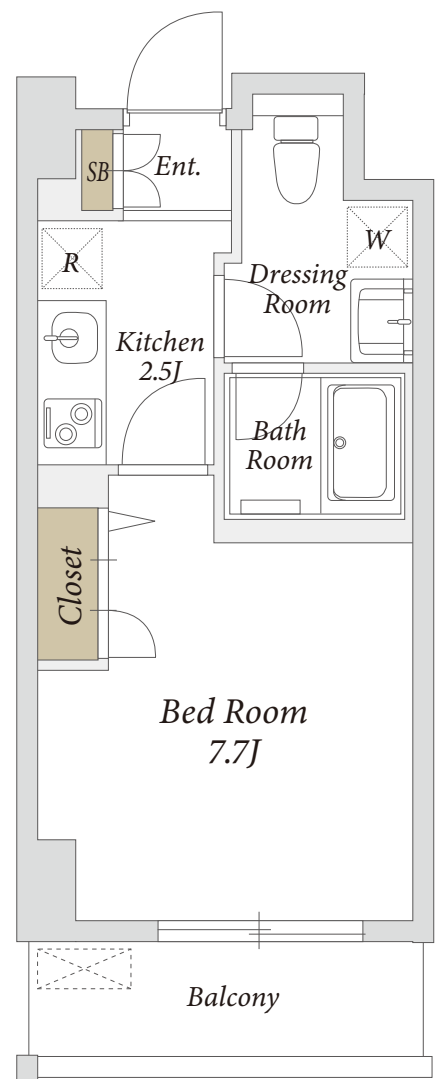 SB
Ent.
R
W
Dressing
Room
Kitchen
2.5J
Bath
Room
Closet
Bed Room
7.7J
Balcony